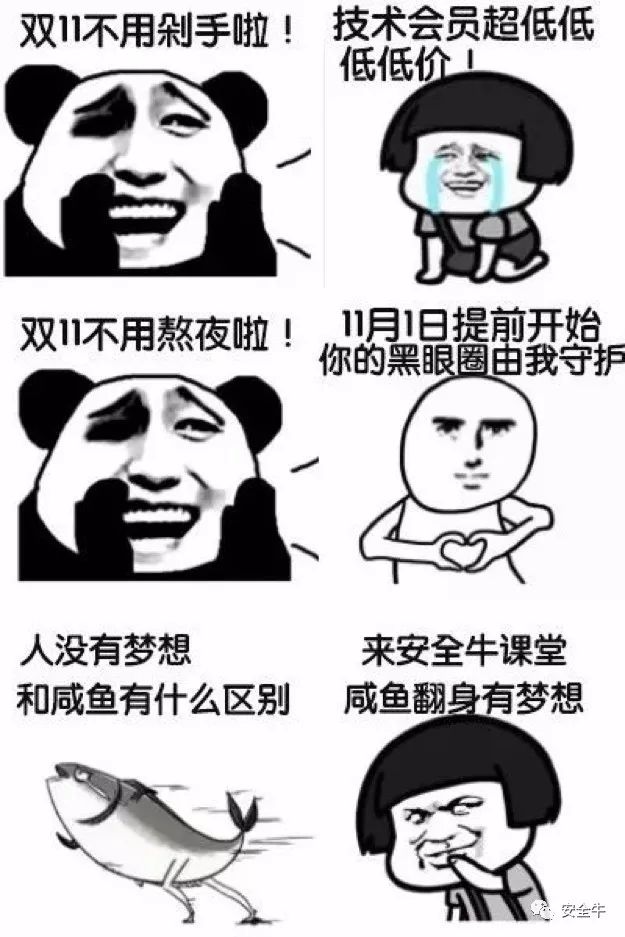 双11不用剁手啦！
技术会员超低低
低低价！
双11不用熬夜啦！
11月1日提前开始
你的黑眼圈由我守护
人没有梦想
和咸鱼有什么区别
来安全牛课堂
咸鱼翻身有梦想
安全牛